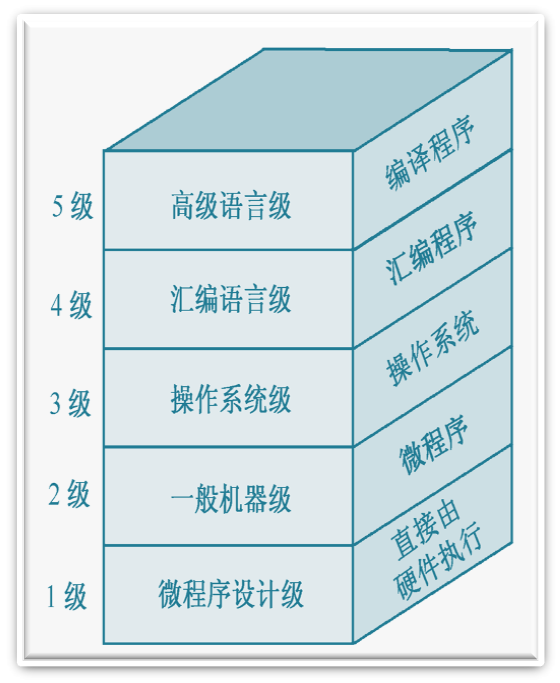 5 级 高级语言级 编译程序
4 级 汇编语言级 汇编程序
3 级 操作系统级 操作系统
2 级 一般机器级 微程序
1 级 微程序设计级 直接由
硬件执行